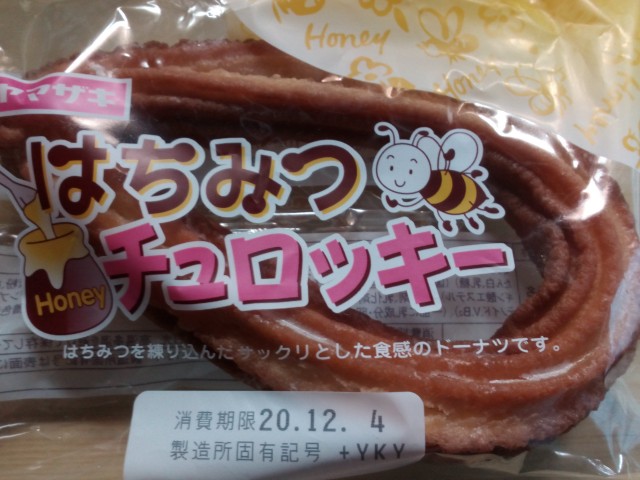 Honey
Honey
ヤマザキ
はちみつ
チュロッキー
Honey
はちみつを練り込んだサックリとした食感のドーナツです。
消費期限20.12. 4
製造所固有記号 +YKY